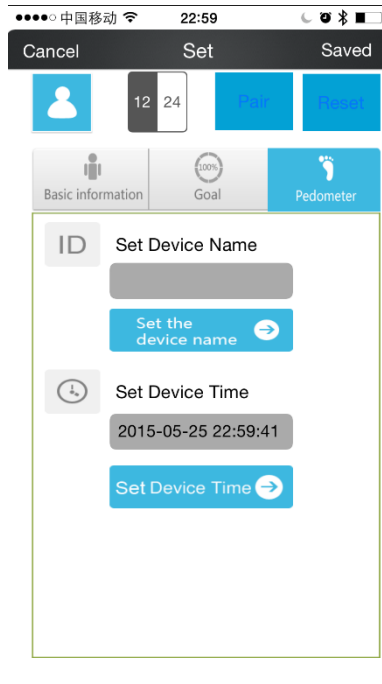 中国移动 22:59
Cancel Set Saved
12 24 Pair Reset
100%
Basic information Goal Pedometer
ID Set Device Name
Set the
device name
Set Device Time
2015-05-25 22:59:41
Set Device Time